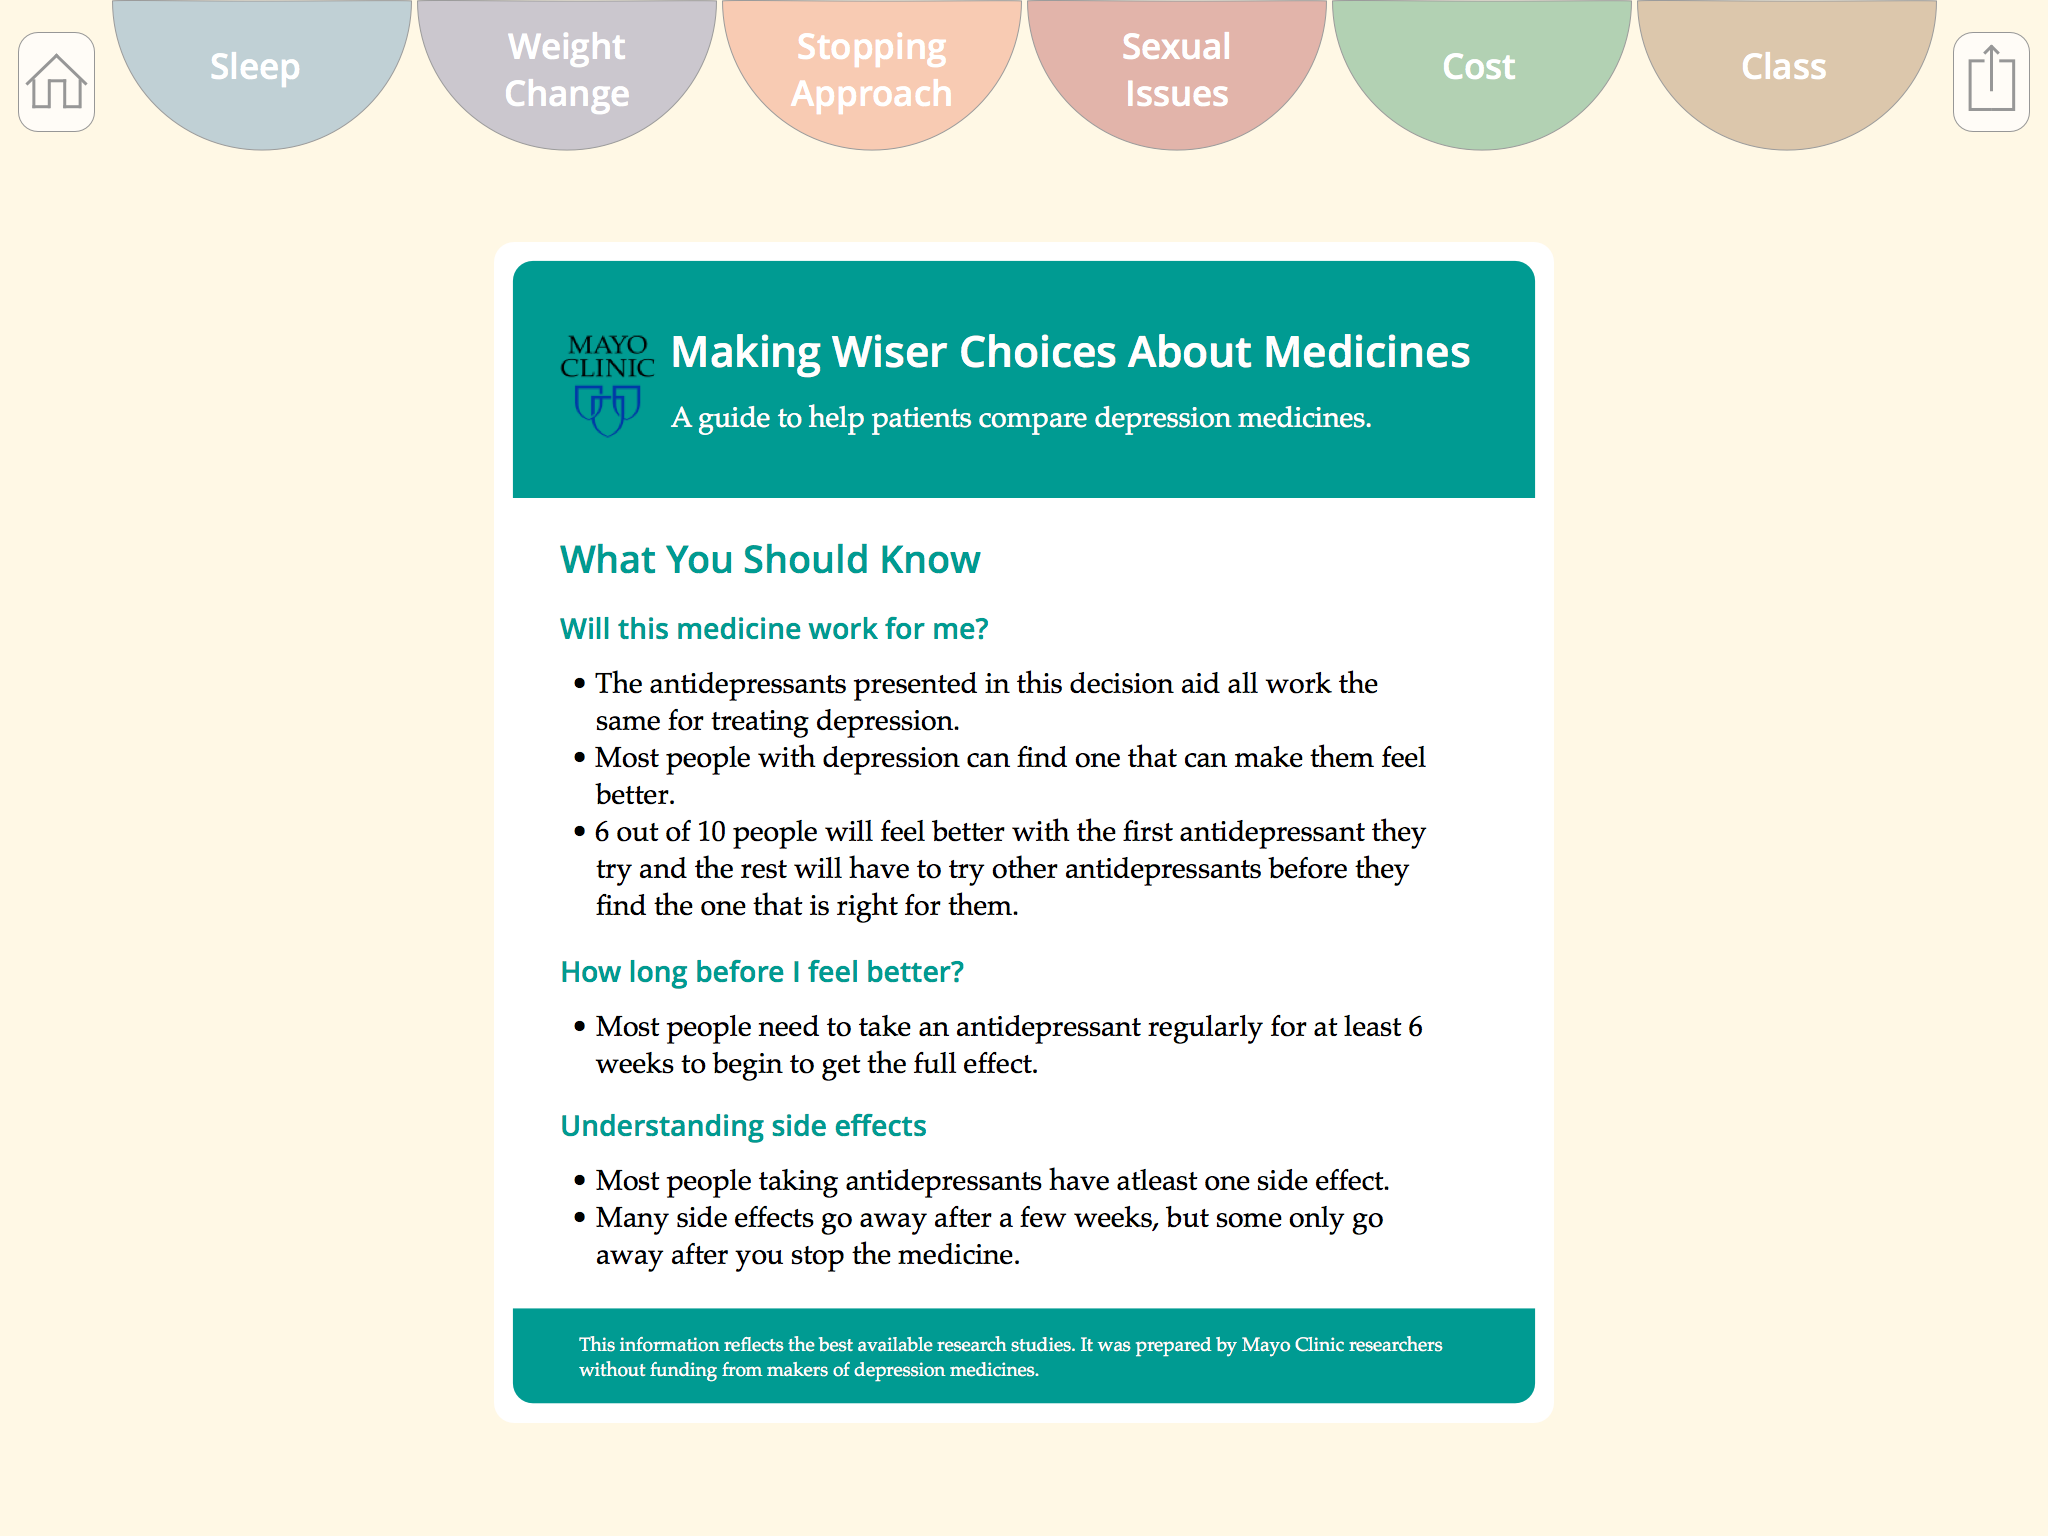 Sleep
Weight
Change
Stopping
Approach
Sexual
Issues
Cost
Class
MAYO
CLINIC
Making Wiser Choices About Medicines
A guide to help patients compare depression medicines.
What You Should Know
Will this medicine work for me?
• The antidepressants presented in this decision aid all work the
same for treating depression.
• Most people with depression can find one that can make them feel
better.
• 6 out of 10 people will feel better with the first antidepressant they
try and the rest will have to try other antidepressants before they
find the one that is right for them.
How long before I feel better?
• Most people need to take an antidepressant regularly for at least 6
weeks to begin to get the full effect.
Understanding side effects
• Most people taking antidepressants have atleast one side effect.
• Many side effects go away after a few weeks, but some only go
away after you stop the medicine.
This information reflects the best available research studies. It was prepared by Mayo Clinic researchers
without funding from makers of depression medicines.